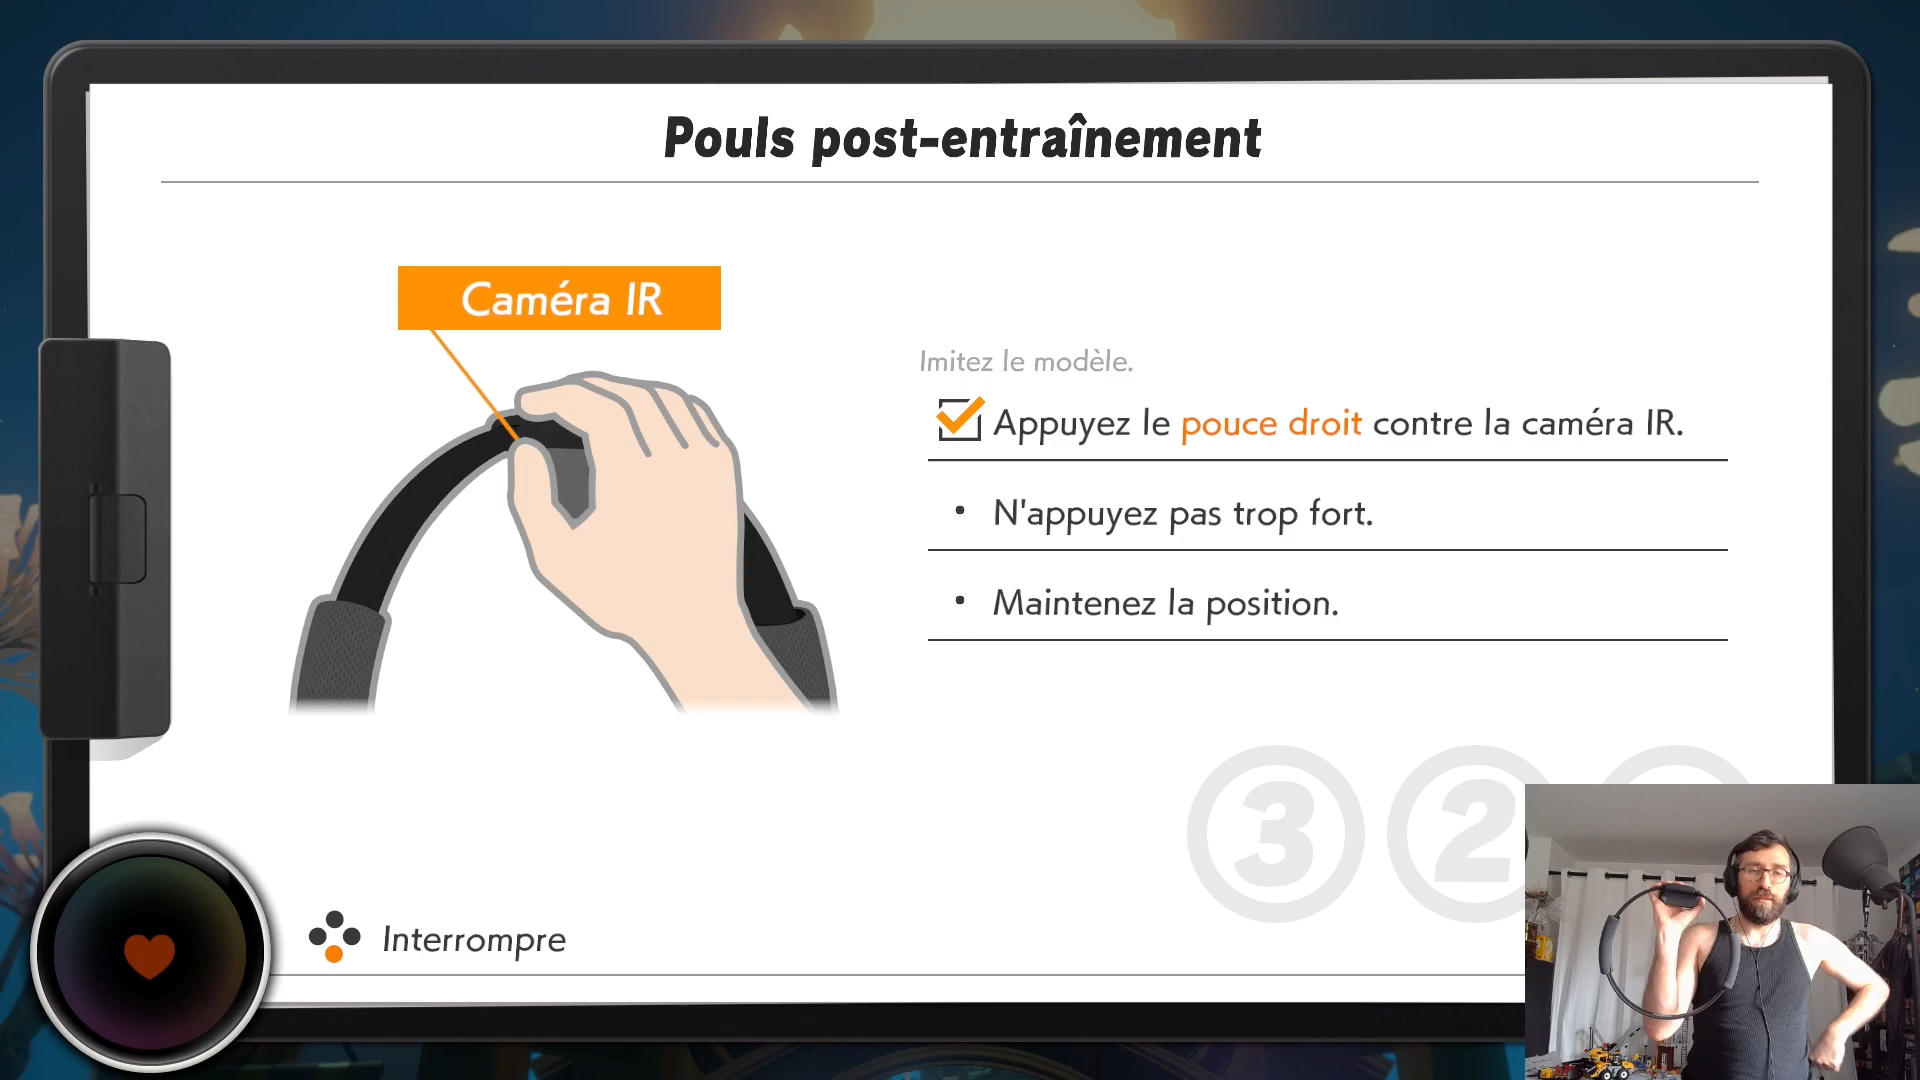 Pouls post-entraînement
Caméra IR
Imitez le modèle.
Appuyez le pouce droit contre la caméra IR.
• N'appuyez pas trop fort.
• Maintenez la position.
3 2
Interrompre